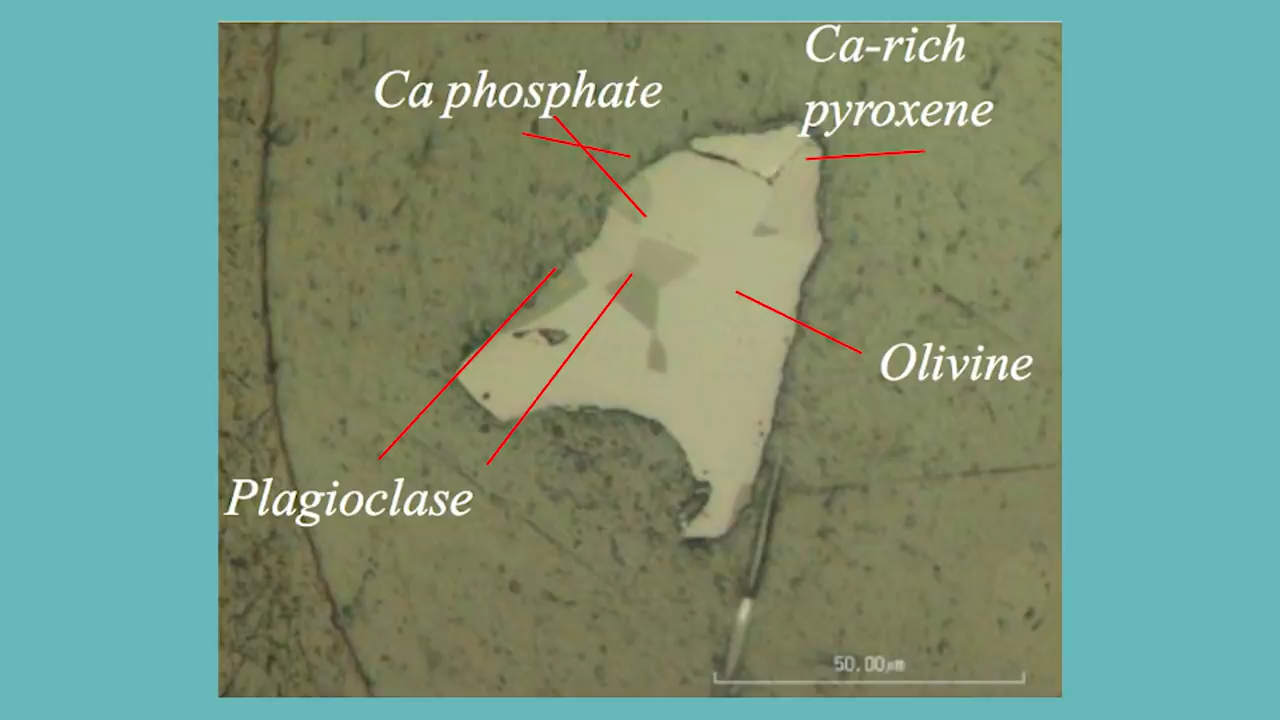 Ca-rich
pyroxene
Ca phosphate
Olivine
Plagioclase
50.00μm